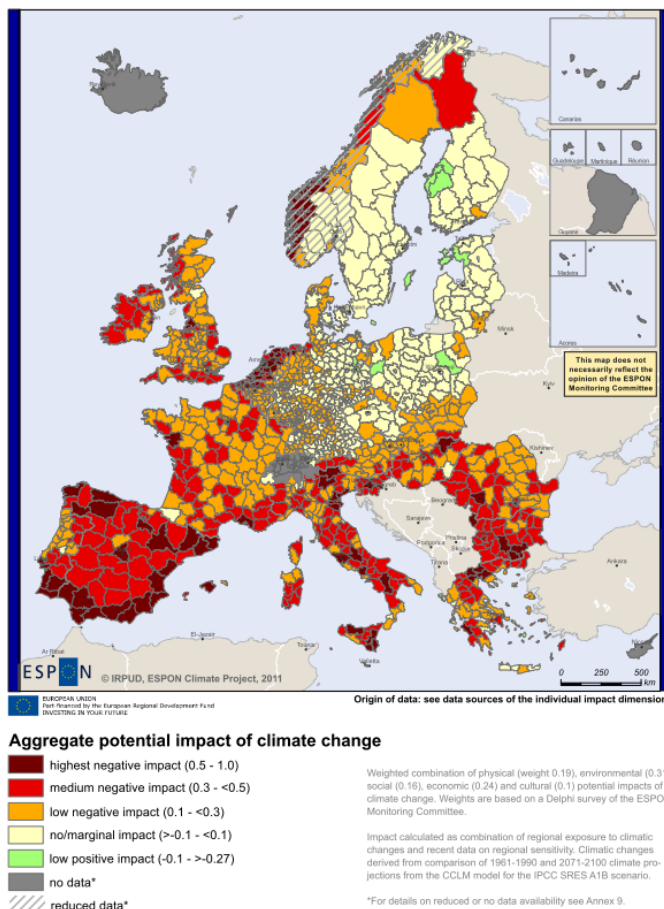 Canarias
Guadeloupe Martinique Réunion
Guyane
Madeira
Acores
This map does not
necessarily reflect the
opinion of the ESPON
Monitoring Committee
Minsk
Kyiv
Kishinev
Beograd
Sarajevo
Podgorica
Skopje
Tirana
Ankara
Ar Ribat
El-Jazair
Valletta
ESPON
© IRPUD, ESPON Climate Project, 2011
0 250 500
km
EUROPEAN UNION
Part-financed by the European Regional Development Fund
INVESTING IN YOUR FUTURE
Origin of data: see data sources of the individual impact dimension
Aggregate potential impact of climate change
highest negative impact (0.5 - 1.0)
medium negative impact (0.3 - <0.5)
low negative impact (0.1 - <0.3)
no/marginal impact (>-0.1 - <0.1)
low positive impact (-0.1 - >-0.27)
no data*
reduced data*
Weighted combination of physical (weight 0.19), environmental (0.31
social (0.16), economic (0.24) and cultural (0.1) potential impacts of
climate change. Weights are based on a Delphi survey of the ESPO
Monitoring Committee.
Impact calculated as combination of regional exposure to climatic
changes and recent data on regional sensitivity. Climatic changes
derived from comparison of 1961-1990 and 2071-2100 climate pro-
jections from the CCLM model for the IPCC SRES A1B scenario.
*For details on reduced or no data availability see Annex 9.